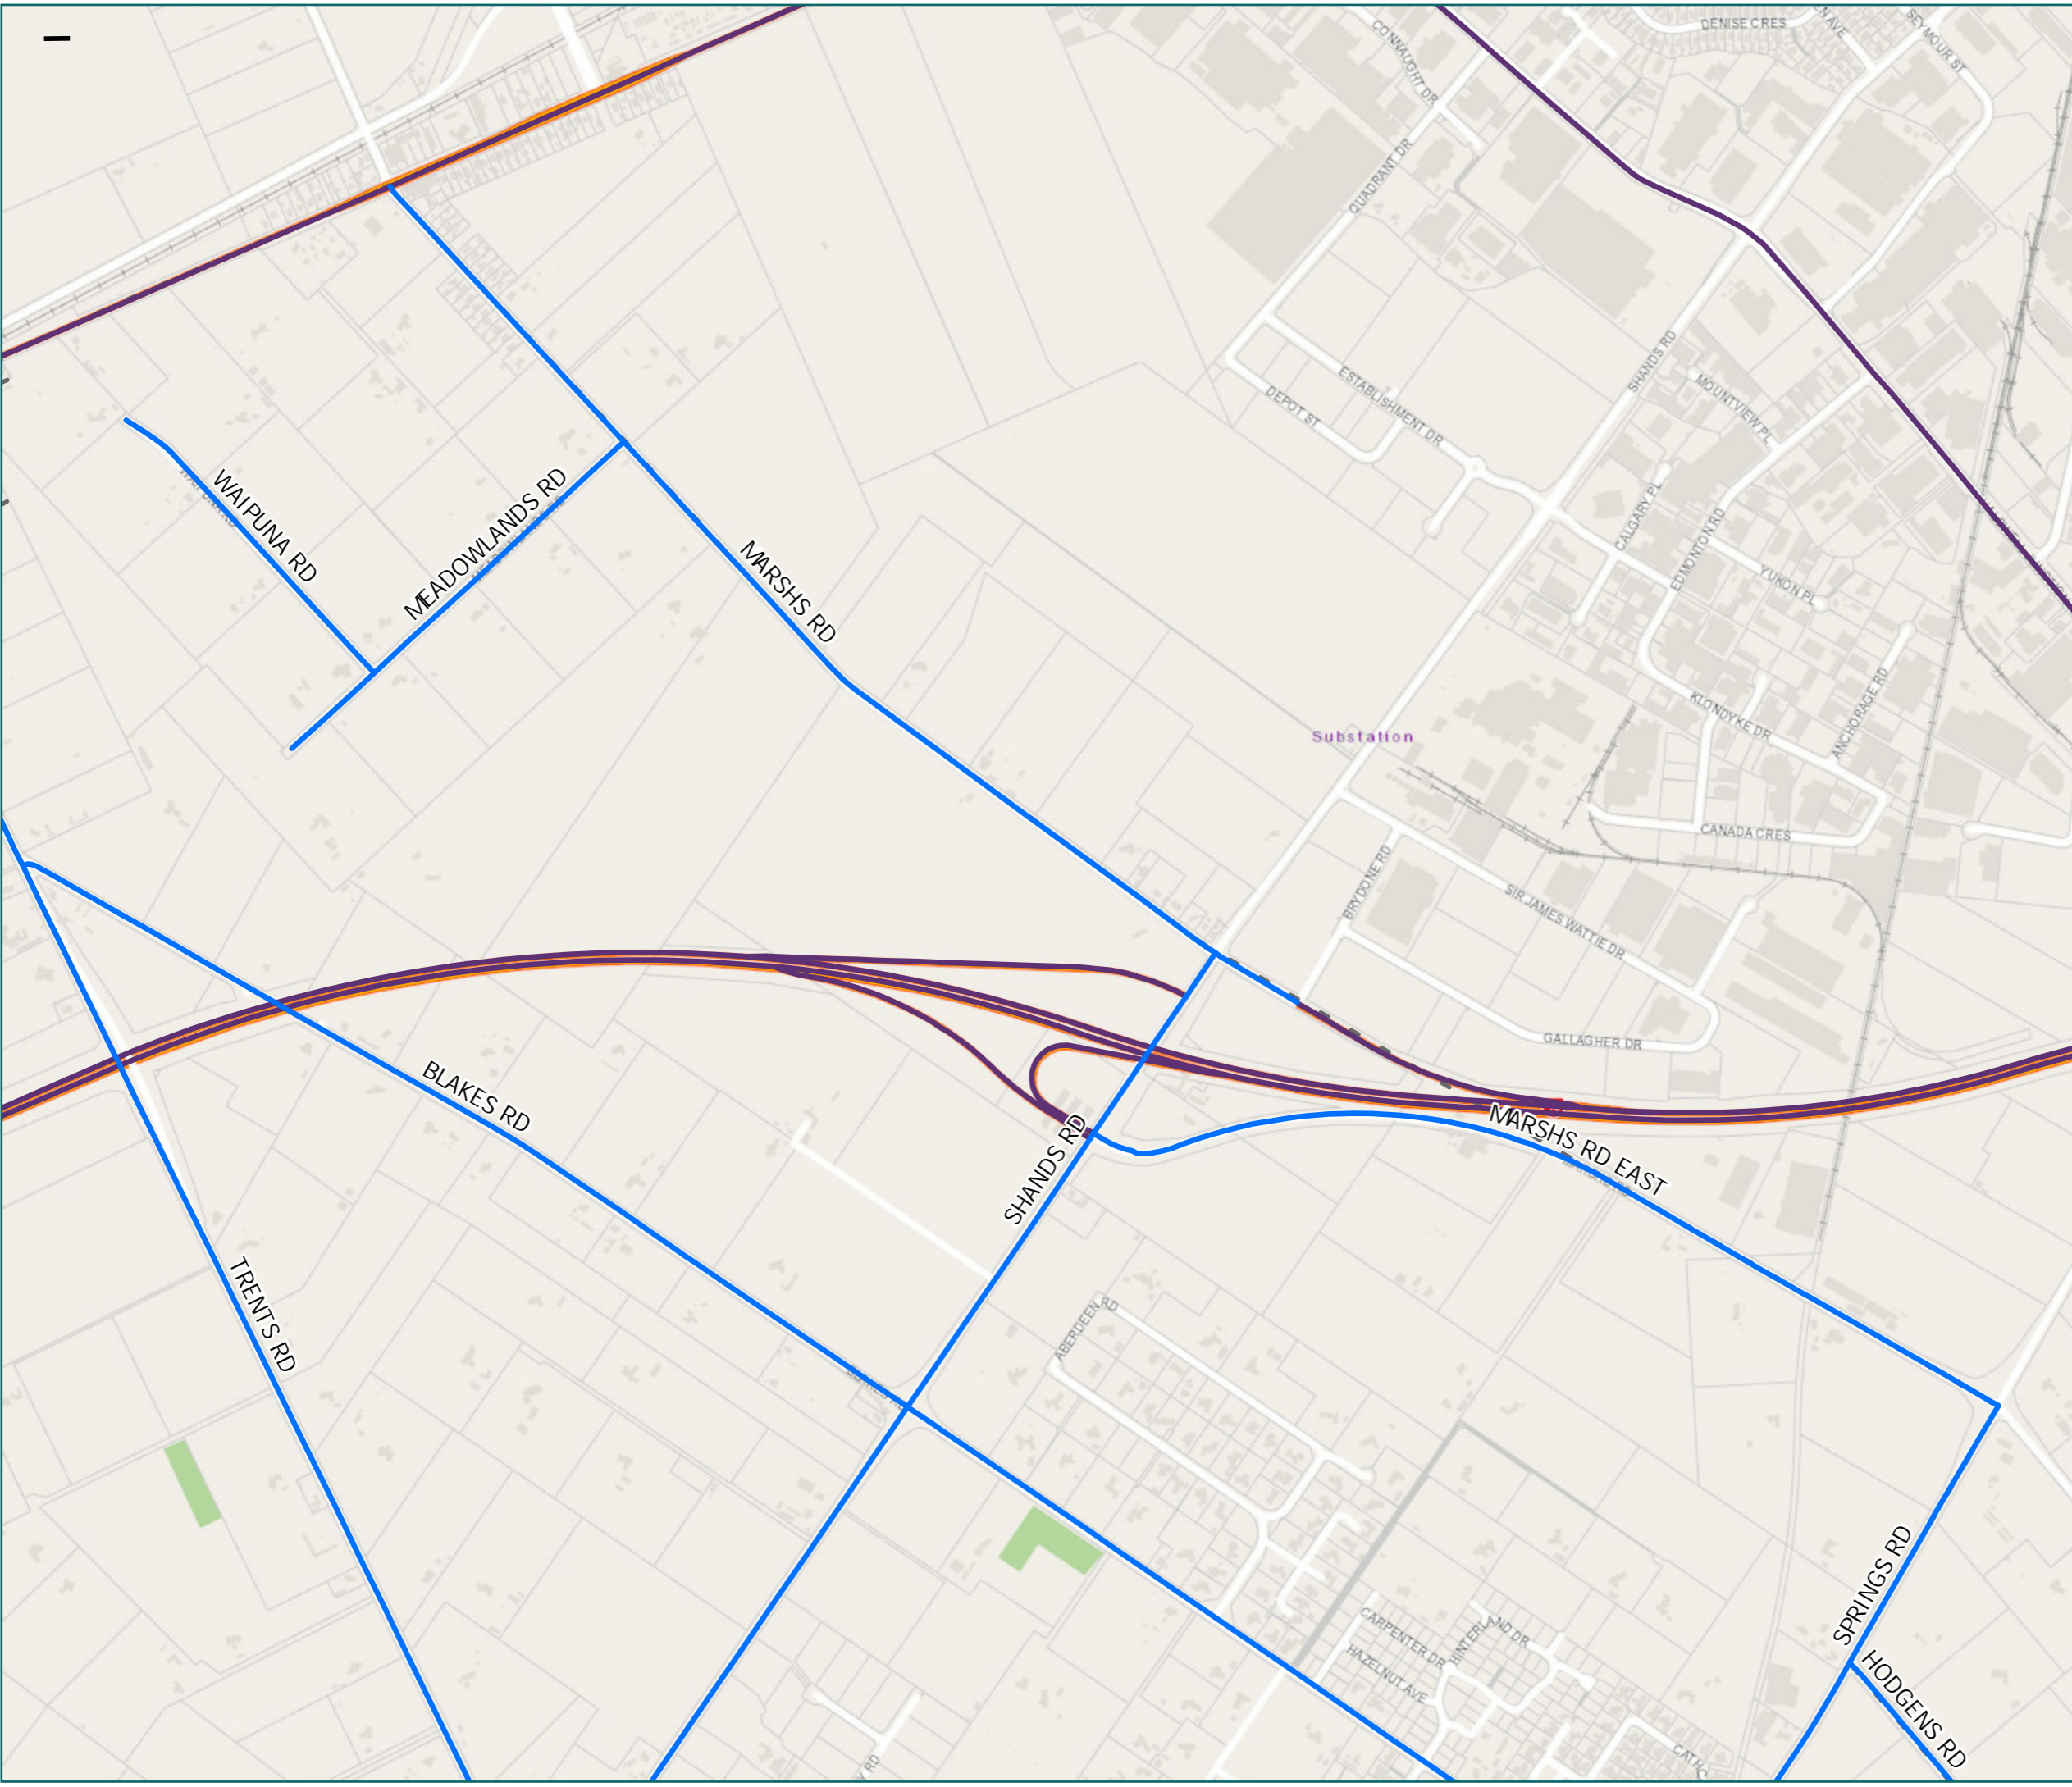 DENISE CRES
SEYMOUR ST
CONNAUGHT DR
QUADRANT DR
SHANDS RD
ESTABLISHMENT DR
DEPOT ST
MOUNTVIEW PL
CALGARY PL
EDMONTON RD
YUKON PL
WAIPUNA RD
MEADOWLANDS RD
MARSHS RD
KLONDYKE DR
ANCHORAGE RD
Substation
CANADA CRES
BRYDONE RD
SIR JAMES WATTIE DR
GALLAGHER DR
BLAKES RD
MARSHS RD EAST
SHANDS RD
TRENTS RD
ABERDEEN RD
SPRINGS RD
CARPENTER DR
HINTERLAND DR
HAZELNUT AVE
HODGENS RD